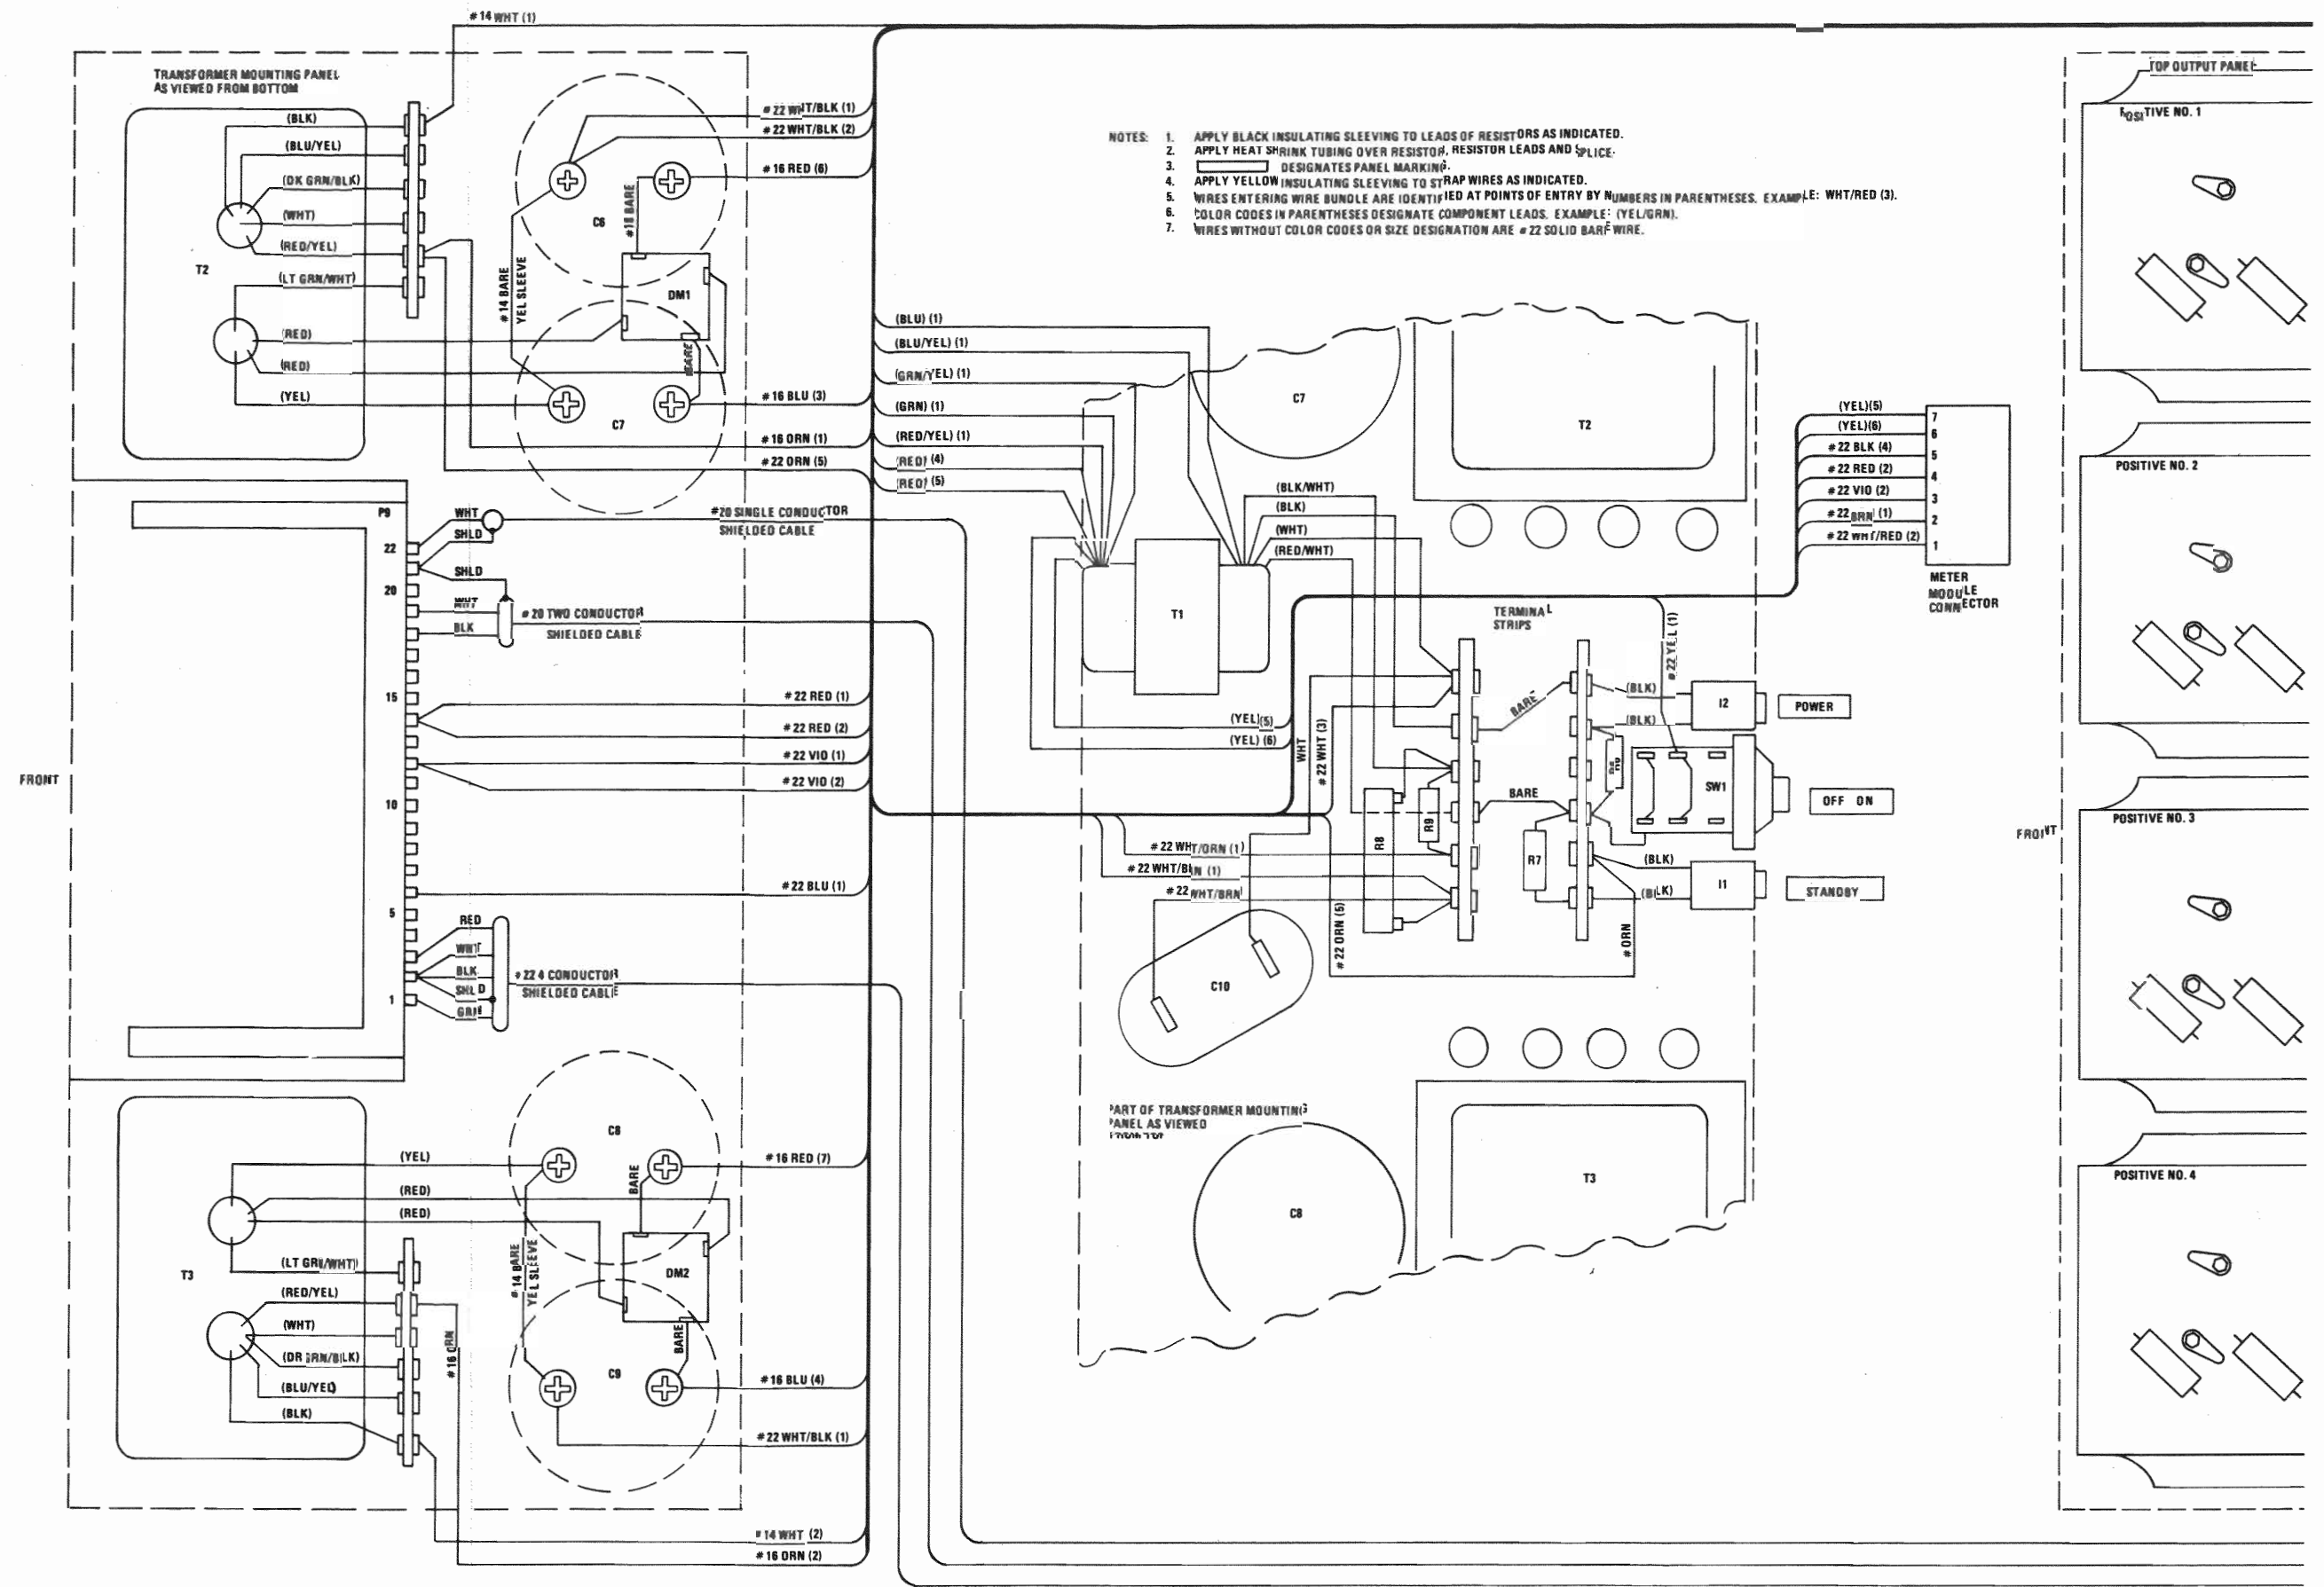 #14 WHT (1)
TRANSFORMER MOUNTING PANEL
AS VIEWED FROM BOTTOM
(BLK)
(BLU/YEL)
(DK GRN/BLK)
(WHT)
(RED/YEL)
T2
(LT GRN/WHT)
(RED)
(RED)
(YEL)
#22 WHT/BLK (1)
#22 WHT/BLK (2)
#16 RED (6)
C6
#18 BARE
#14 BARE
YEL SLEEVE
DM1
BARE
C7
#16 BLU (3)
#16 ORN (1)
#22 ORN (5)
NOTES: 1. APPLY BLACK INSULATING SLEEVING TO LEADS OF RESISTORS AS INDICATED.
2. APPLY HEAT SHRINK TUBING OVER RESISTOR, RESISTOR LEADS AND SPLICE.
3. DESIGNATES PANEL MARKING.
4. APPLY YELLOW INSULATING SLEEVING TO STRAP WIRES AS INDICATED.
5. WIRES ENTERING WIRE BUNDLE ARE IDENTIFIED AT POINTS OF ENTRY BY NUMBERS IN PARENTHESES. EXAMPLE: WHT/RED (3).
6. COLOR CODES IN PARENTHESES DESIGNATE COMPONENT LEADS. EXAMPLE: (YEL/GRN).
7. WIRES WITHOUT COLOR CODES OR SIZE DESIGNATION ARE #22 SOLID BARE WIRE.
FRONT
P9
22
20
15
10
5
1
WHT
SHLD
SHLD
WHT
BLK
#20 SINGLE CONDUCTOR
SHIELDED CABLE
#20 TWO CONDUCTOR
SHIELDED CABLE
#22 RED (1)
#22 RED (2)
#22 VIO (1)
#22 VIO (2)
#22 BLU (1)
RED
WHT
BLK
SHLD
GRN
#22 4 CONDUCTOR
SHIELDED CABLE
(YEL)
(RED)
(RED)
T3
(LT GRN/WHT)
(RED/YEL)
(WHT)
(DR GRN/BLK)
(BLU/YEL)
(BLK)
#16 ORN
C8
BARE
#16 RED (7)
#14 BARE
YEL SLEEVE
DM2
BARE
C9
#16 BLU (4)
#22 WHT/BLK (1)
#14 WHT (2)
#16 ORN (2)
(BLU) (1)
(BLU/YEL) (1)
(GRN/YEL) (1)
(GRN) (1)
(RED/YEL) (1)
(RED) (4)
(RED) (5)
C7
T2
(BLK/WHT)
(BLK)
(WHT)
(RED/WHT)
T1
(YEL)(5)
(YEL) (6)
WHT
#22 WHT (3)
TERMINAL
STRIPS
#22 YEL (1)
BARE
BARE
(BLK)
(BLK)
I2
POWER
SW1
OFF ON
R8
R9
R7
(BLK)
(BLK)
I1
STANDBY
#22 WHT/ORN (1)
#22 WHT/BRN (1)
#22 WHT/BRN
#22 ORN (5)
#ORN
C10
PART OF TRANSFORMER MOUNTING
PANEL AS VIEWED
C8
T3
(YEL)(5)
(YEL)(6)
#22 BLK (4)
#22 RED (2)
#22 VIO (2)
#22 BRN (1)
#22 WHT/RED (2)
7
6
5
4
3
2
1
METER
MODULE
CONNECTOR
TOP OUTPUT PANEL
POSITIVE NO. 1
POSITIVE NO. 2
FRONT
POSITIVE NO. 3
POSITIVE NO. 4